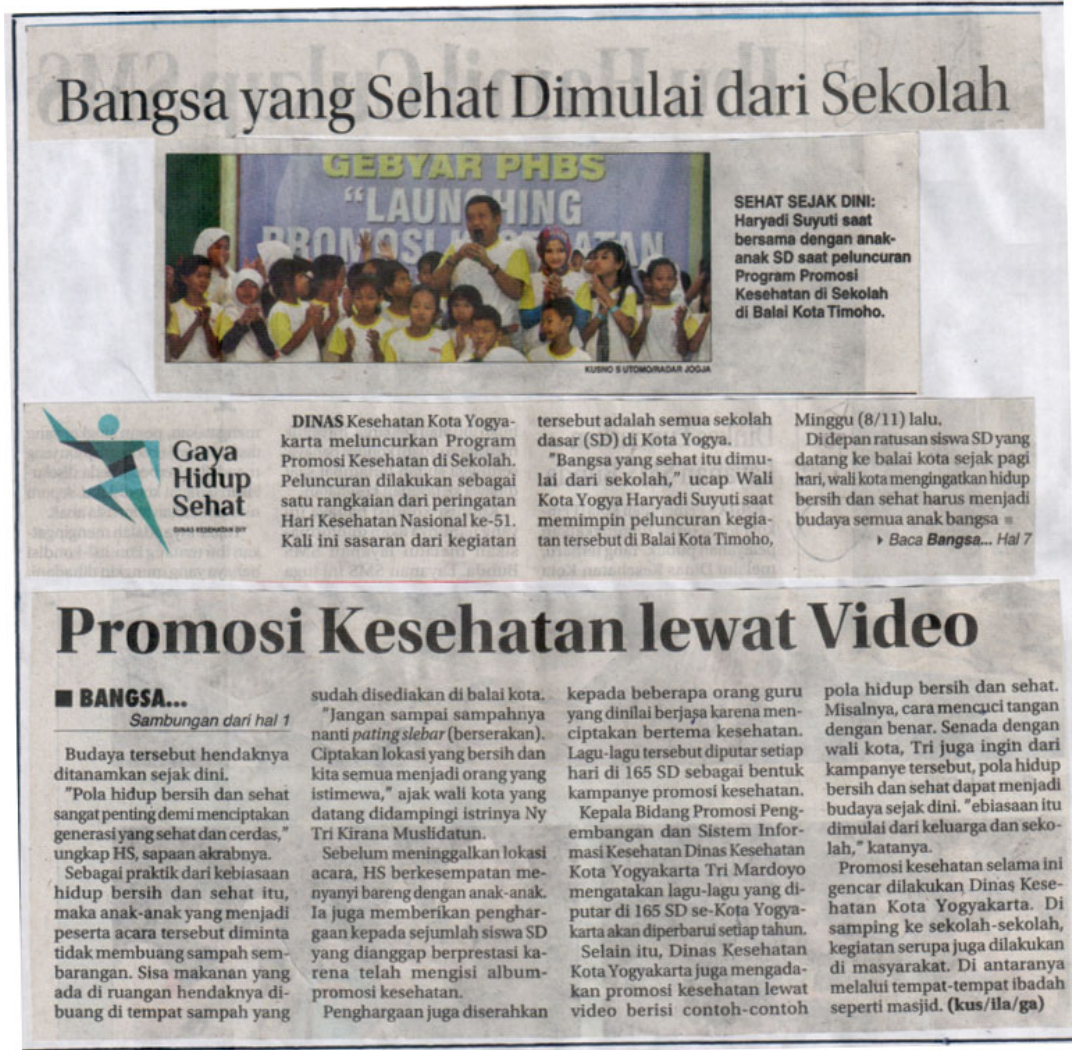 Bangsa yang Sehat Dimulai dari Sekolah
GEBYAR PHBS
"LAUNCHING
PROMOSI KESEHATAN
SEHAT SEJAK DINI:
Haryadi Suyuti saat
bersama dengan anak-
anak SD saat peluncuran
Program Promosi
Kesehatan di Sekolah
di Balai Kota Timoho.
KUSNO S UTOMO/RADAR JOGJA
Gaya
Hidup
Sehat
DINAS KESEHATAN DIY
DINAS Kesehatan Kota Yogya-
karta meluncurkan Program
Promosi Kesehatan di Sekolah.
Peluncuran dilakukan sebagai
satu rangkaian dari peringatan
Hari Kesehatan Nasional ke-51.
Kali ini sasaran dari kegiatan
tersebut adalah semua sekolah
dasar (SD) di Kota Yogya.
"Bangsa yang sehat itu dimu-
lai dari sekolah," ucap Wali
Kota Yogya Haryadi Suyuti saat
memimpin peluncuran kegia-
tan tersebut di Balai Kota Timoho,
Minggu (8/11) lalu.
Di depan ratusan siswa SD yang
datang ke balai kota sejak pagi
hari, wali kota mengingatkan hidup
bersih dan sehat harus menjadi
budaya semua anak bangsa
Baca Bangsa... Hal 7
Promosi Kesehatan lewat Video
BANGSA...
Sambungan dari hal 1
Budaya tersebut hendaknya
ditanamkan sejak dini.
"Pola hidup bersih dan sehat
sangat penting demi menciptakan
generasi yang sehat dan cerdas,"
ungkap HS, sapaan akrabnya.
Sebagai praktik dari kebiasaan
hidup bersih dan sehat itu,
maka anak-anak yang menjadi
peserta acara tersebut diminta
tidak membuang sampah sem-
barangan. Sisa makanan yang
ada di ruangan hendaknya di-
buang di tempat sampah yang
sudah disediakan di balai kota.
"Jangan sampai sampahnya
nanti pating slebar (berserakan).
Ciptakan lokasi yang bersih dan
kita semua menjadi orang yang
istimewa," ajak wali kota yang
datang didampingi istrinya Ny
Tri Kirana Muslidatun.
Sebelum meninggalkan lokasi
acara, HS berkesempatan me-
nyanyi bareng dengan anak-anak.
Ia juga memberikan penghar-
gaan kepada sejumlah siswa SD
yang dianggap berprestasi ka-
rena telah mengisi album-
promosi kesehatan.
Penghargaan juga diserahkan
kepada beberapa orang guru
yang dinilai berjasa karena men-
ciptakan bertema kesehatan.
Lagu-lagu tersebut diputar setiap
hari di 165 SD sebagai bentuk
kampanye promosi kesehatan.
Kepala Bidang Promosi Peng-
embangan dan Sistem Infor-
masi Kesehatan Dinas Kesehatan
Kota Yogyakarta Tri Mardoyo
mengatakan lagu-lagu yang di-
putar di 165 SD se-Kota Yogya-
karta akan diperbarui setiap tahun.
Selain itu, Dinas Kesehatan
Kota Yogyakarta juga mengada-
kan promosi kesehatan lewat
video berisi contoh-contoh
pola hidup bersih dan sehat.
Misalnya, cara mencuci tangan
dengan benar. Senada dengan
wali kota, Tri juga ingin dari
kampanye tersebut, pola hidup
bersih dan sehat dapat menjadi
budaya sejak dini. "ebiasaan itu
dimulai dari keluarga dan seko-
lah," katanya.
Promosi kesehatan selama ini
gencar dilakukan Dinas Kese-
hatan Kota Yogyakarta. Di
samping ke sekolah-sekolah,
kegiatan serupa juga dilakukan
di masyarakat. Di antaranya
melalui tempat-tempat ibadah
seperti masjid. (kus/ila/ga)